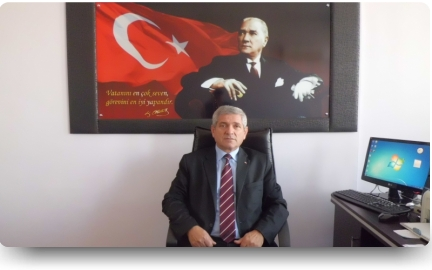 Vatanını en çok seven,
görevini en iyi yapandır.